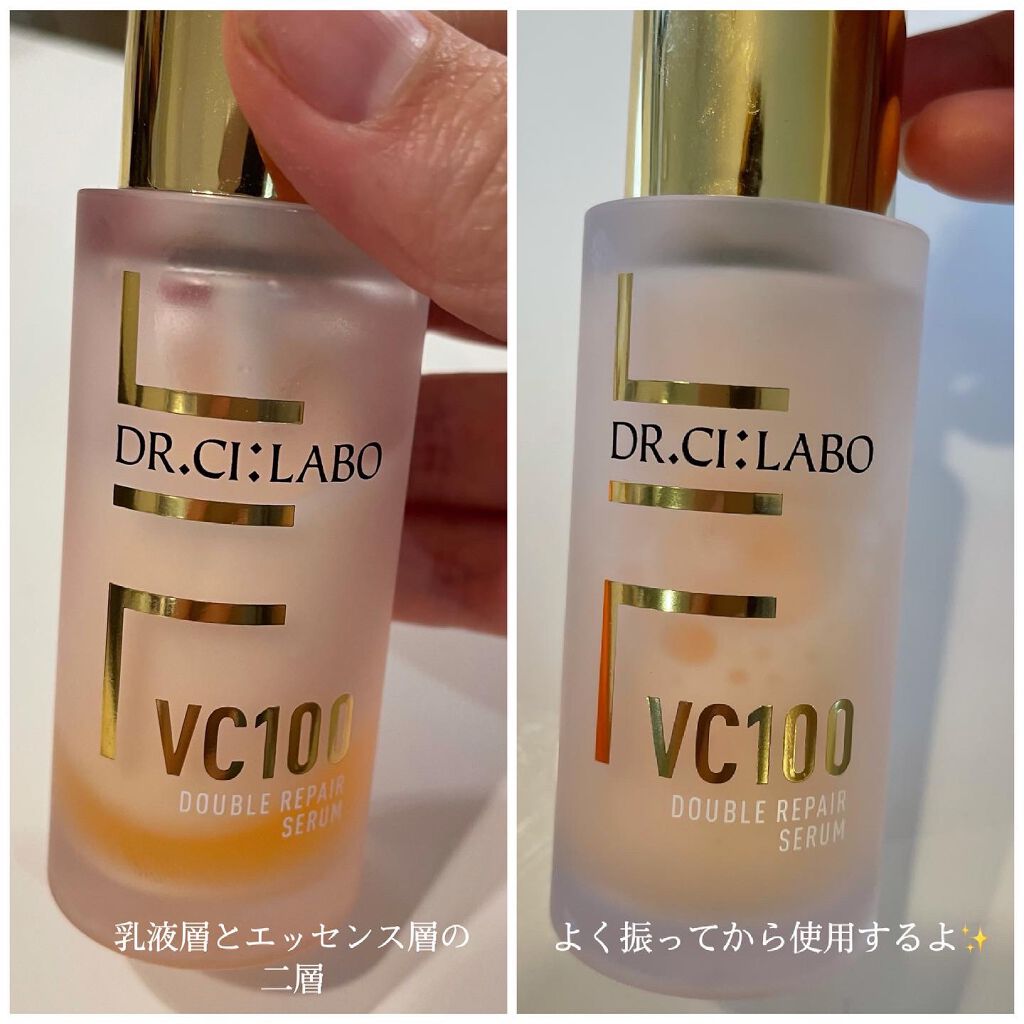 DR.CI:LABO
VC100
DOUBLE REPAIR
SERUM
乳液層とエッセンス層の
二層
DR.CI:LABO
VC100
DOUBLE REPAIR
SERUM
よく振ってから使用するよ✨